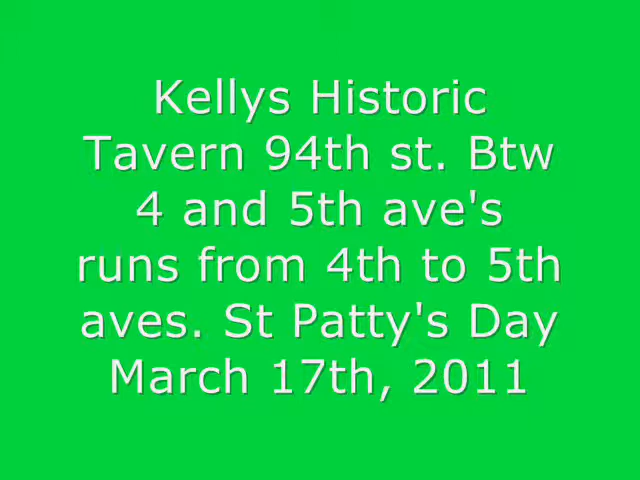 Kellys Historic
Tavern 94th st. Btw
4 and 5th ave's
runs from 4th to 5th
aves. St Patty's Day
March 17th, 2011